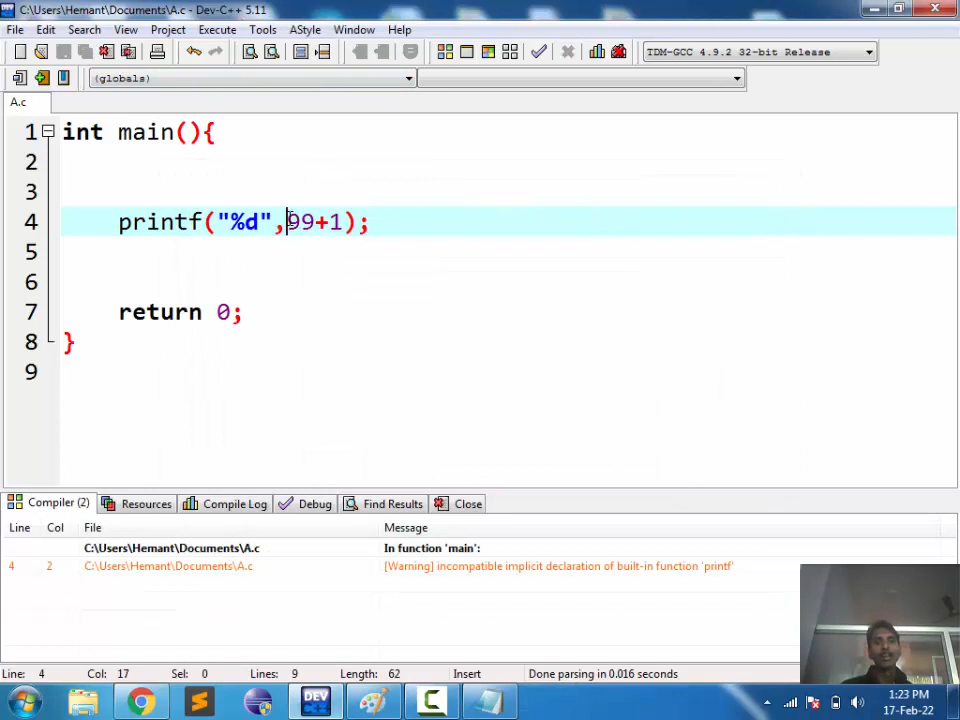 C:\Users\Hemant\Documents\A.c - Dev-C++ 5.11
File Edit Search View Project Execute Tools AStyle Window Help
TDM-GCC 4.9.2 32-bit Release
(globals)
A.c
1 int main(){
2
3
4 printf("%d",99+1);
5
6
7 return 0;
8 }
9
Compiler (2) Resources Compile Log Debug Find Results Close
Line Col File Message
C:\Users\Hemant\Documents\A.c In function 'main':
4 2 C:\Users\Hemant\Documents\A.c [Warning] incompatible implicit declaration of built-in function 'printf'
Line: 4 Col: 17 Sel: 0 Lines: 9 Length: 62 Insert Done parsing in 0.016 seconds
DEV
C++
C
1:23 PM
17-Feb-22